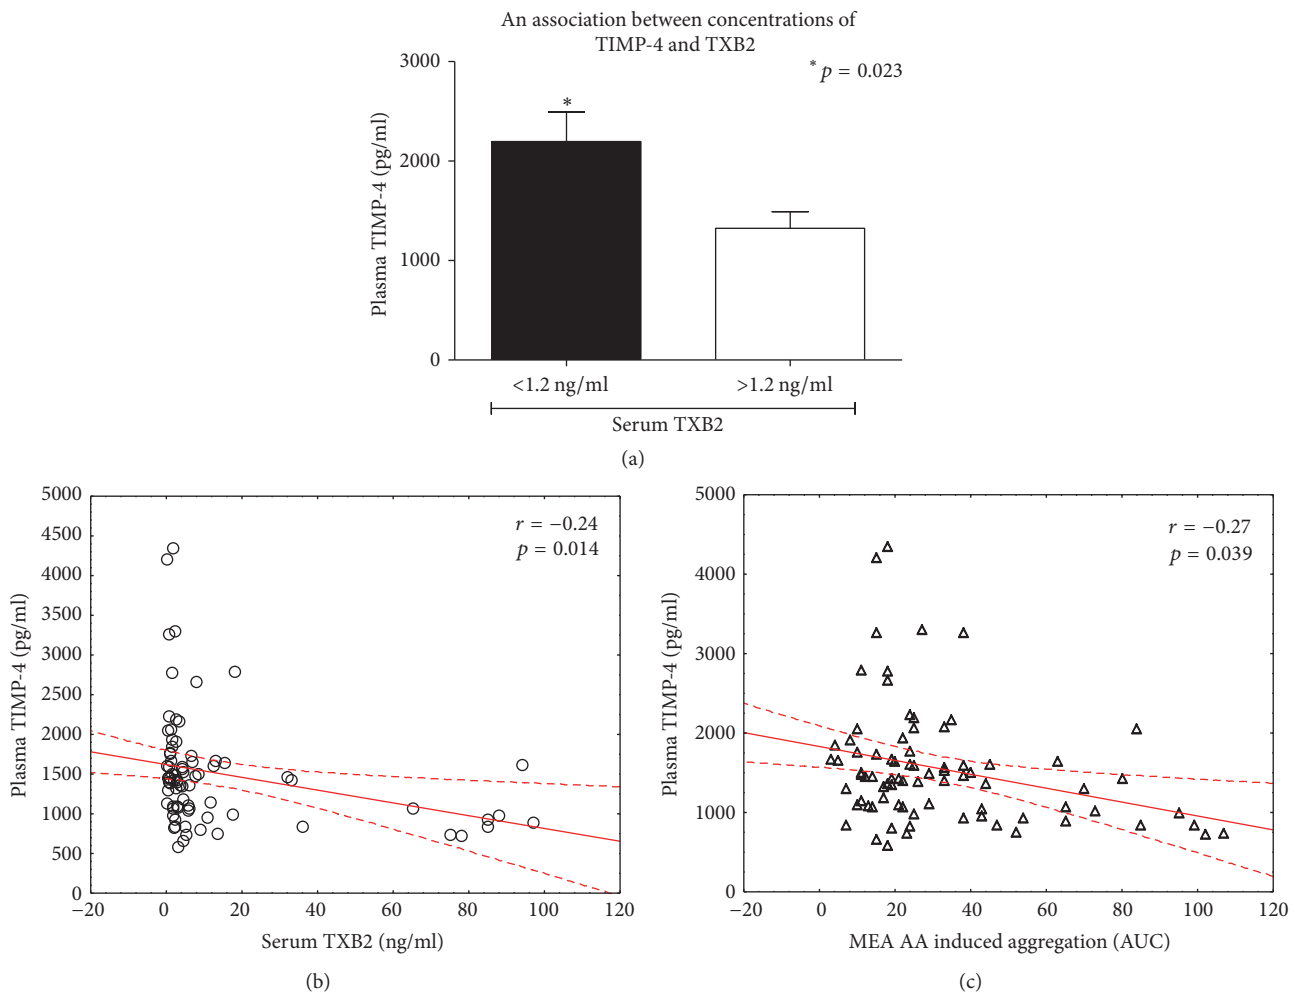 An association between concentrations of
TIMP-4 and TXB2
* p = 0.023
Plasma TIMP-4 (pg/ml)
3000
2000
1000
0
*
<1.2 ng/ml >1.2 ng/ml
Serum TXB2
(a)
Plasma TIMP-4 (pg/ml)
5000
4500
4000
3500
3000
2500
2000
1500
1000
500
0
r = −0.24
p = 0.014
−20 0 20 40 60 80 100 120
Serum TXB2 (ng/ml)
(b)
Plasma TIMP-4 (pg/ml)
5000
4000
3000
2000
1000
0
r = −0.27
p = 0.039
−20 0 20 40 60 80 100 120
MEA AA induced aggregation (AUC)
(c)